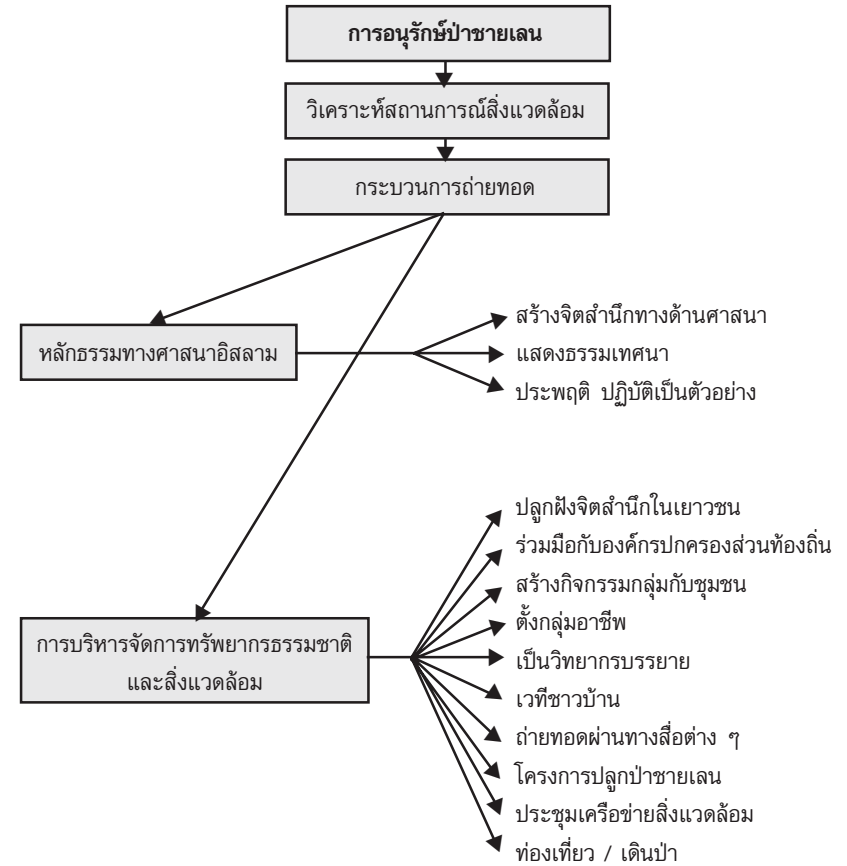 การอนุรักษ์ป่าชายเลน
วิเคราะห์สถานการณ์สิ่งแวดล้อม
กระบวนการถ่ายทอด
หลักธรรมทางศาสนาอิสลาม
สร้างจิตสำนึกทางด้านศาสนา
แสดงธรรมเทศนา
ประพฤติ ปฏิบัติเป็นตัวอย่าง
การบริหารจัดการทรัพยากรธรรมชาติ
และสิ่งแวดล้อม
ปลูกฝังจิตสำนึกในเยาวชน
ร่วมมือกับองค์กรปกครองส่วนท้องถิ่น
สร้างกิจกรรมกลุ่มกับชุมชน
ตั้งกลุ่มอาชีพ
เป็นวิทยากรบรรยาย
เวทีชาวบ้าน
ถ่ายทอดผ่านทางสื่อต่าง ๆ
โครงการปลูกป่าชายเลน
ประชุมเครือข่ายสิ่งแวดล้อม
ท่องเที่ยว / เดินป่า